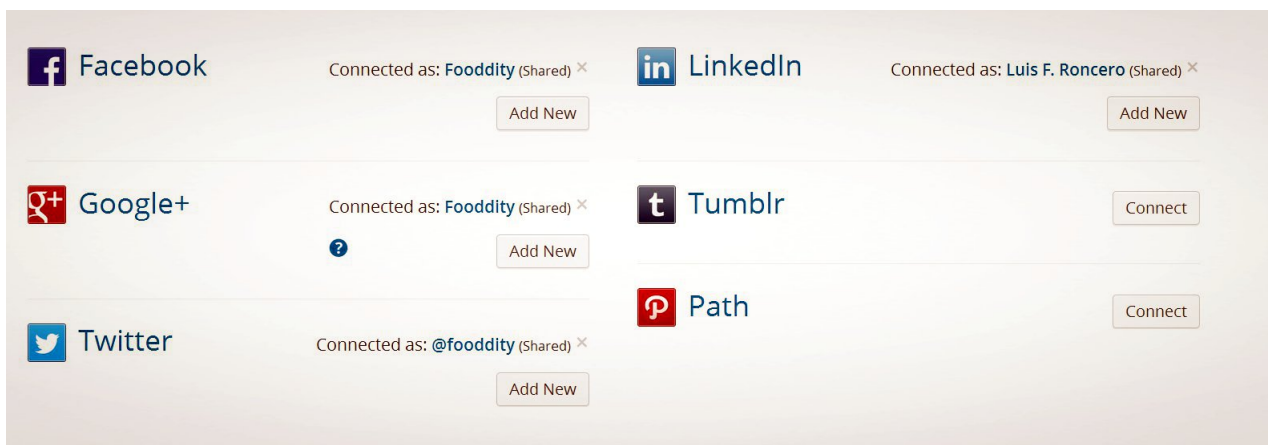 Facebook
Connected as: Fooddity (Shared) ×
Add New
Google+
Connected as: Fooddity (Shared) ×
?
Add New
Twitter
Connected as: @fooddity (Shared) ×
Add New
LinkedIn
Connected as: Luis F. Roncero (Shared) ×
Add New
Tumblr
Connect
Path
Connect